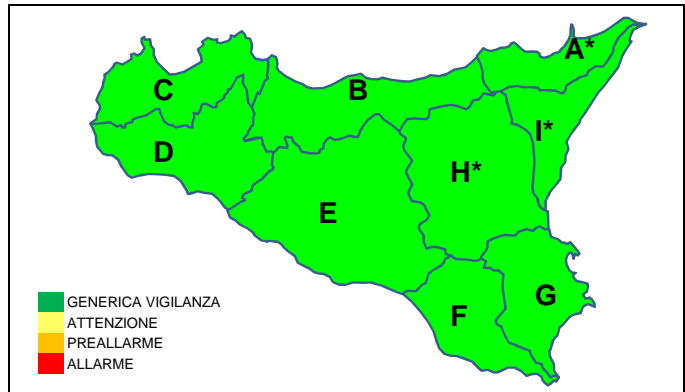 A*
C
B
I*
D
H*
E
G
F
GENERICA VIGILANZA
ATTENZIONE
PREALLARME
ALLARME